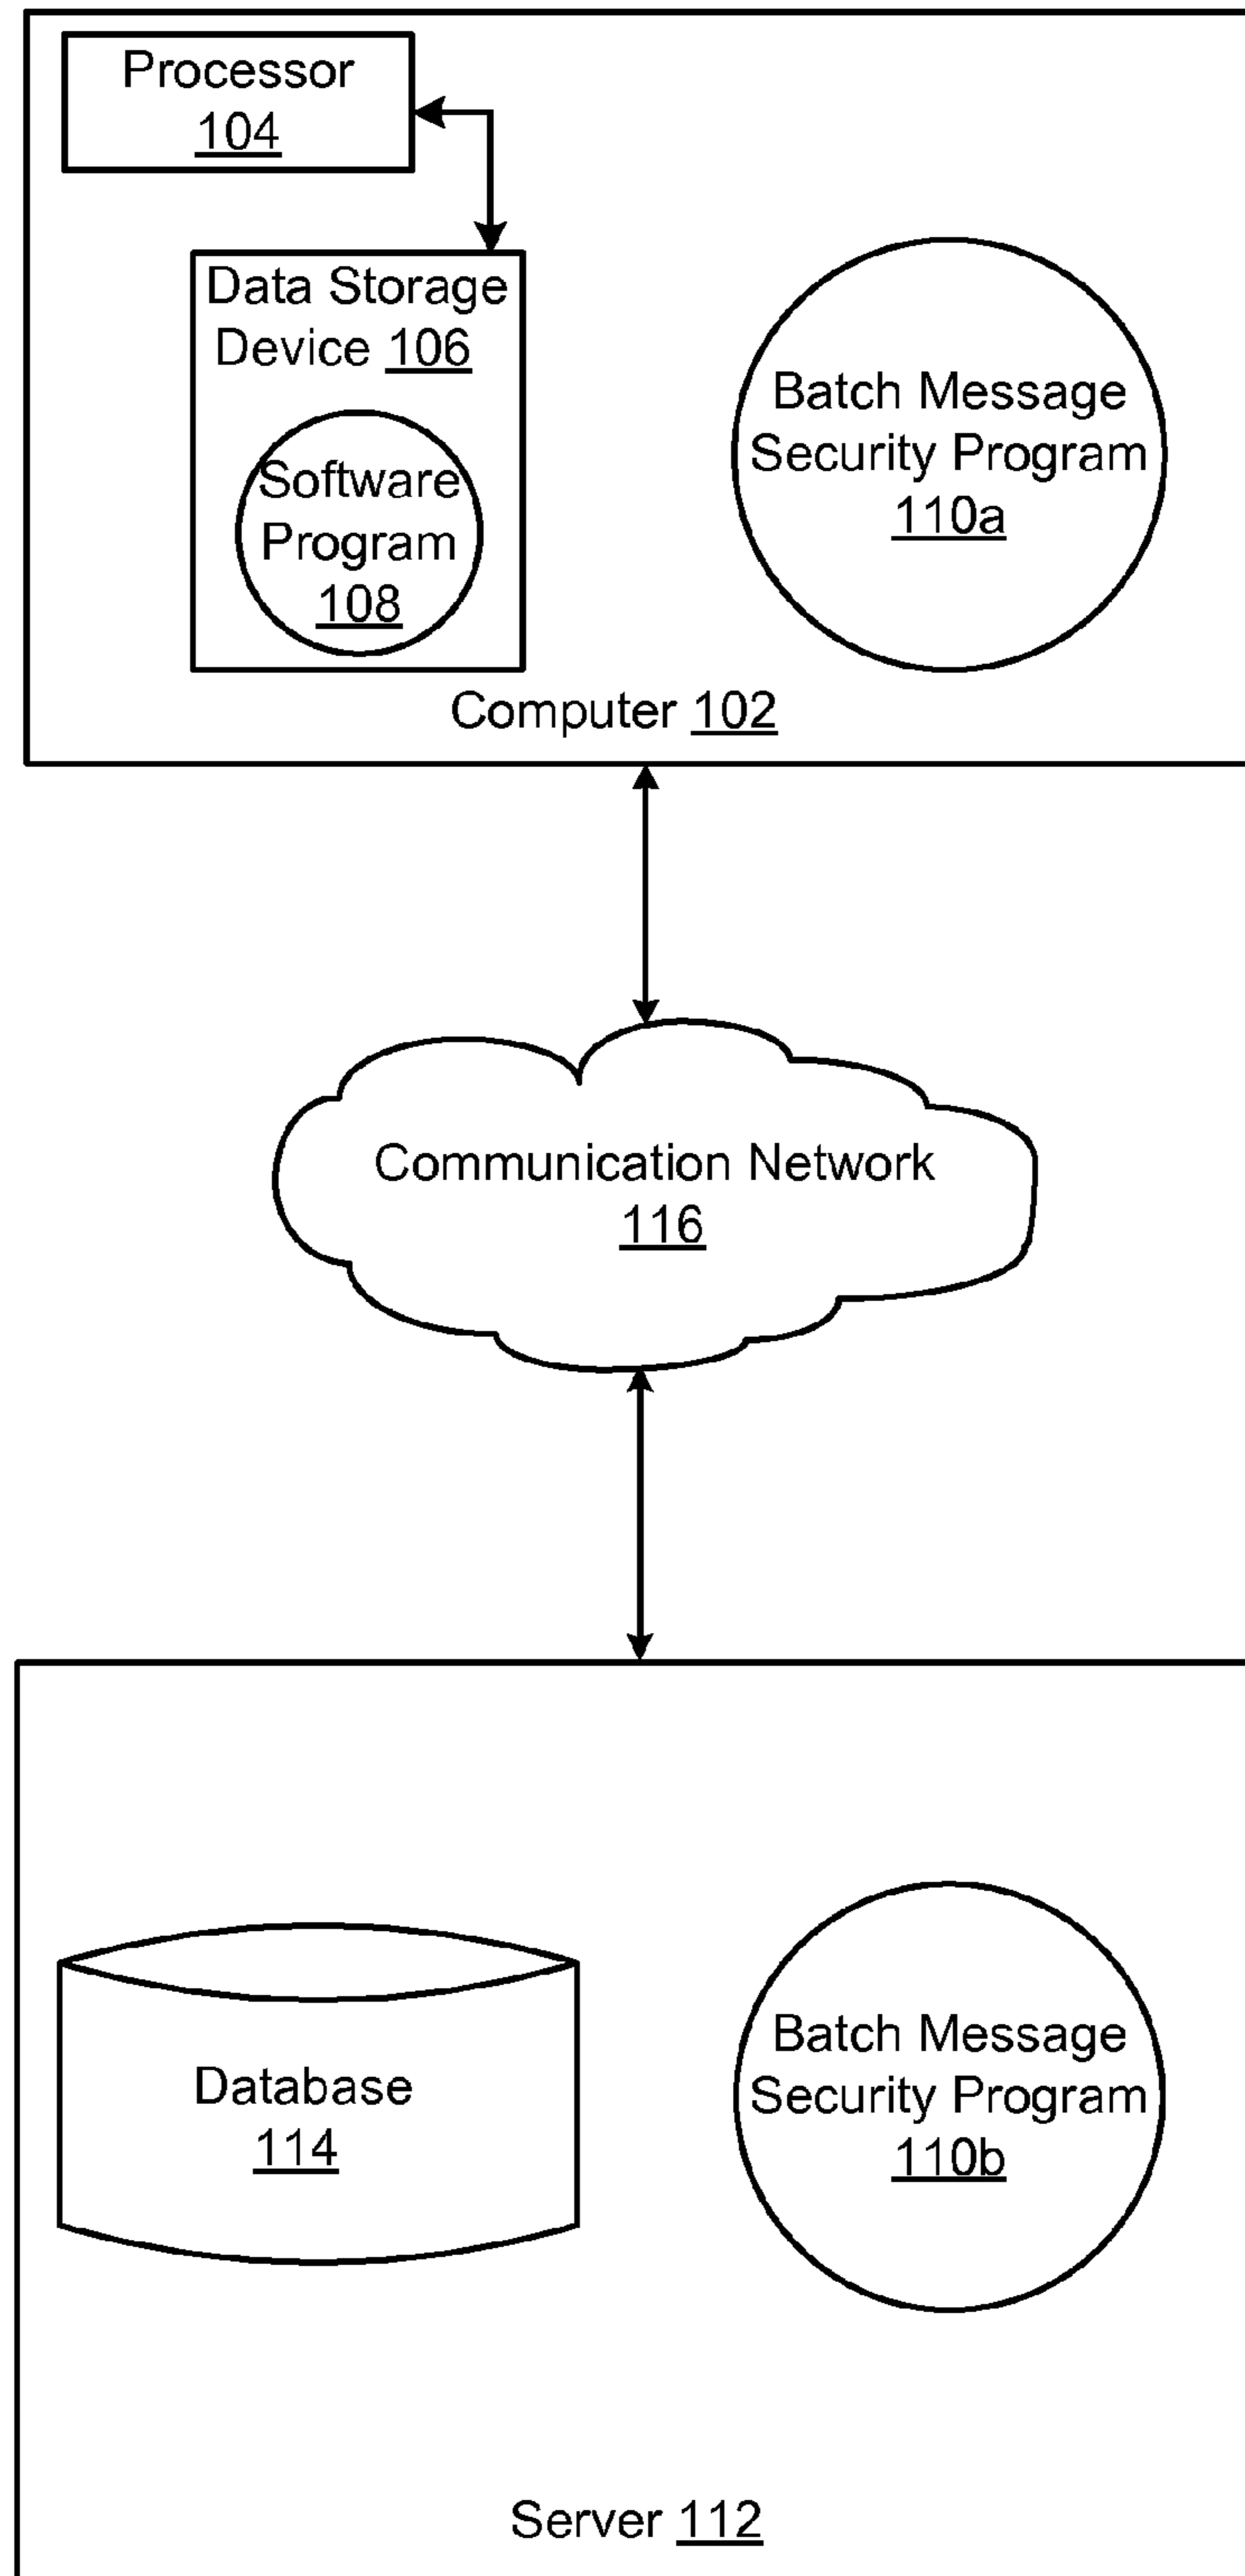 Processor
104
Data Storage
Device 106
Software
Program
108
Batch Message
Security Program
110a
Computer 102
Communication Network
116
Database
114
Batch Message
Security Program
110b
Server 112